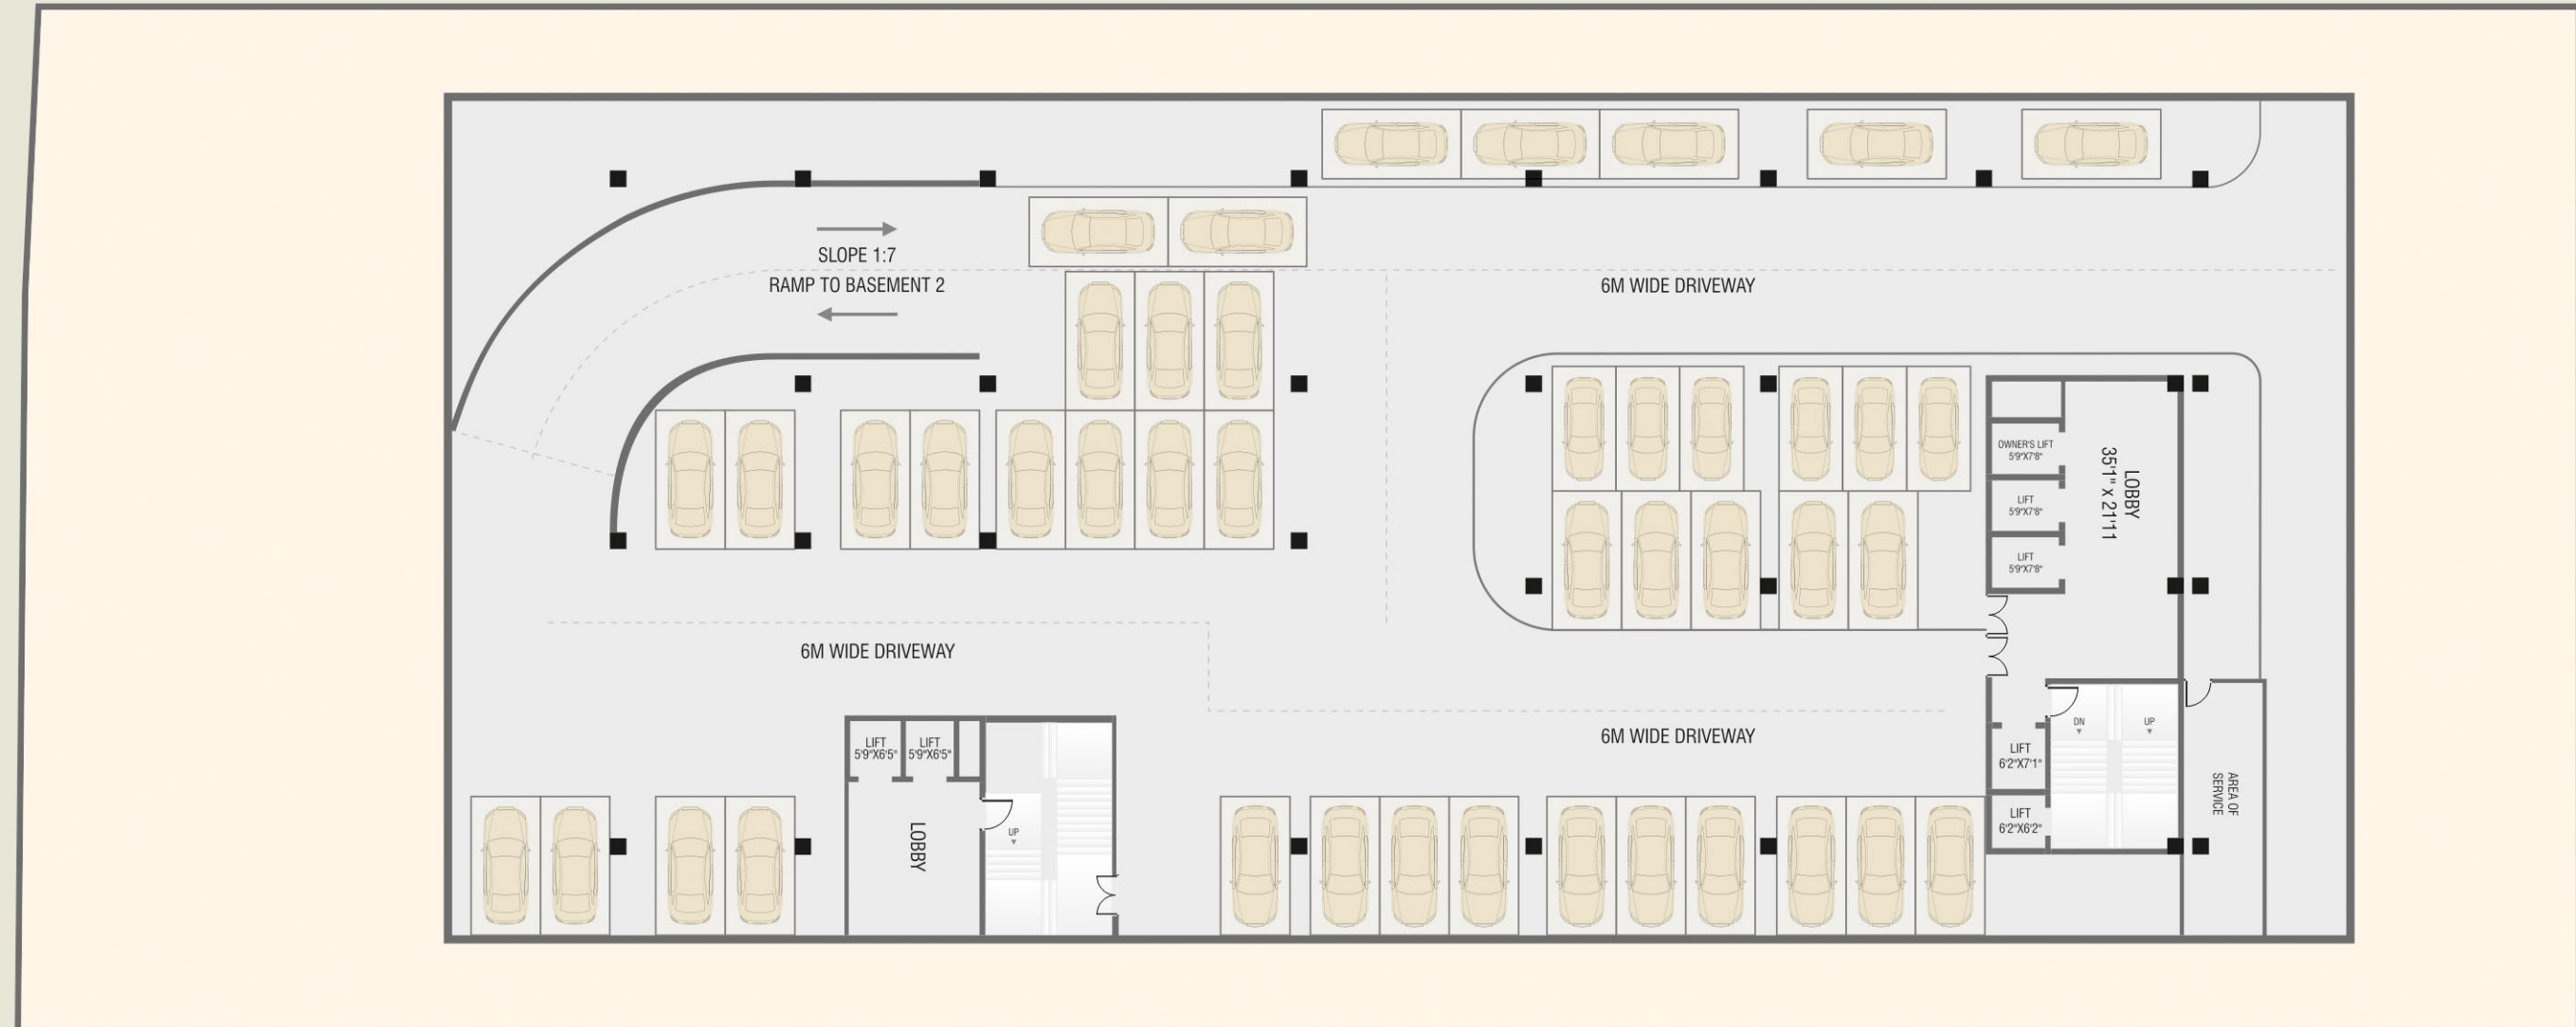 SLOPE 1:7
RAMP TO BASEMENT 2
6M WIDE DRIVEWAY
OWNER'S LIFT
5'9"X7'8"
LIFT
5'9"X7'8"
LIFT
5'9"X7'8"
LOBBY
35'1" x 21'11
6M WIDE DRIVEWAY
6M WIDE DRIVEWAY
LIFT
5'9"X6'5"
LIFT
5'9"X6'5"
LOBBY
UP
DN
UP
LIFT
6'2"X7'1"
LIFT
6'2"X6'2"
AREA OF
SERVICE